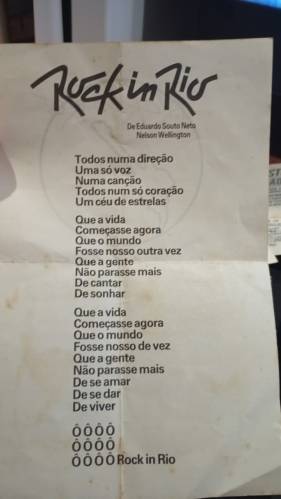 Rock in Rio
De Eduardo Souto Neto
Nelson Wellington
Todos numa direção
Uma só voz
Numa canção
Todos num só coração
Um céu de estrelas
Que a vida
Começasse agora
Que o mundo
Fosse nosso outra vez
Que a gente
Não parasse mais
De cantar
De sonhar
Que a vida
Começasse agora
Que o mundo
Fosse nosso de vez
Que a gente
Não parasse mais
De se amar
De se dar
De viver
Ô Ô Ô Ô
Ô Ô Ô Ô
Ô Ô Ô Ô Rock in Rio